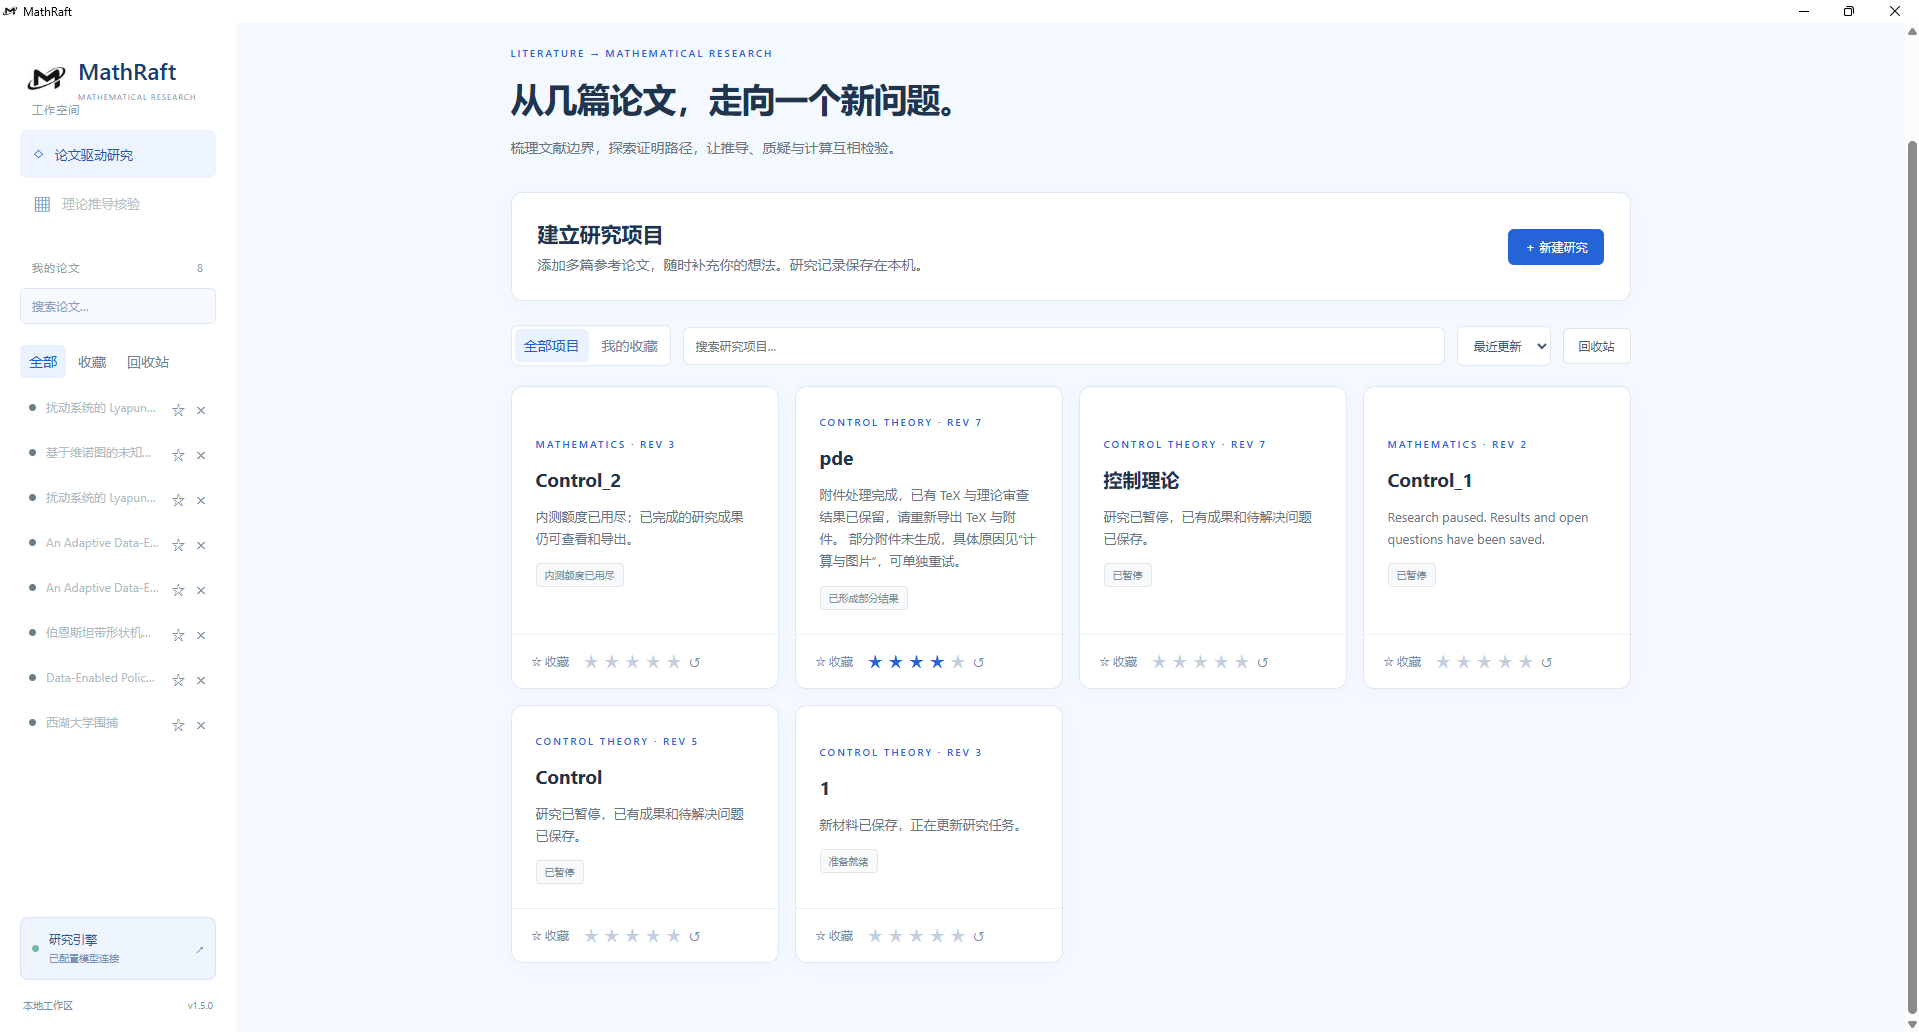 MathRaft
MathRaft
MATHEMATICAL RESEARCH
工作空间
论文驱动研究
理论推导核验
我的论文 8
搜索论文...
全部 收藏 回收站
扰动系统的 Lyapun... ☆ ×
基于维诺图的未知... ☆ ×
扰动系统的 Lyapun... ☆ ×
An Adaptive Data-E... ☆ ×
An Adaptive Data-E... ☆ ×
伯恩斯坦带形状机... ☆ ×
Data-Enabled Polic... ☆ ×
西湖大学围捕 ☆ ×
研究引擎
已配置模型连接
本地工作区 v1.5.0
LITERATURE → MATHEMATICAL RESEARCH
从几篇论文，走向一个新问题。
梳理文献边界，探索证明路径，让推导、质疑与计算互相检验。
建立研究项目
添加多篇参考论文，随时补充你的想法。研究记录保存在本机。
+ 新建研究
全部项目 我的收藏 搜索研究项目... 最近更新 回收站
MATHEMATICS · REV 3
Control_2
内测额度已用尽；已完成的研究成果
仍可查看和导出。
内测额度已用尽
☆ 收藏 ★ ★ ★ ★ ★ ↺
CONTROL THEORY · REV 7
pde
附件处理完成，已有 TeX 与理论审查
结果已保留，请重新导出 TeX 与附
件。 部分附件未生成，具体原因见“计
算与图片”，可单独重试。
已形成部分结果
☆ 收藏 ★ ★ ★ ★ ★ ↺
CONTROL THEORY · REV 7
控制理论
研究已暂停，已有成果和待解决问题
已保存。
已暂停
☆ 收藏 ★ ★ ★ ★ ★ ↺
MATHEMATICS · REV 2
Control_1
Research paused. Results and open
questions have been saved.
已暂停
☆ 收藏 ★ ★ ★ ★ ★ ↺
CONTROL THEORY · REV 5
Control
研究已暂停，已有成果和待解决问题
已保存。
已暂停
☆ 收藏 ★ ★ ★ ★ ★ ↺
CONTROL THEORY · REV 3
1
新材料已保存，正在更新研究任务。
准备就绪
☆ 收藏 ★ ★ ★ ★ ★ ↺